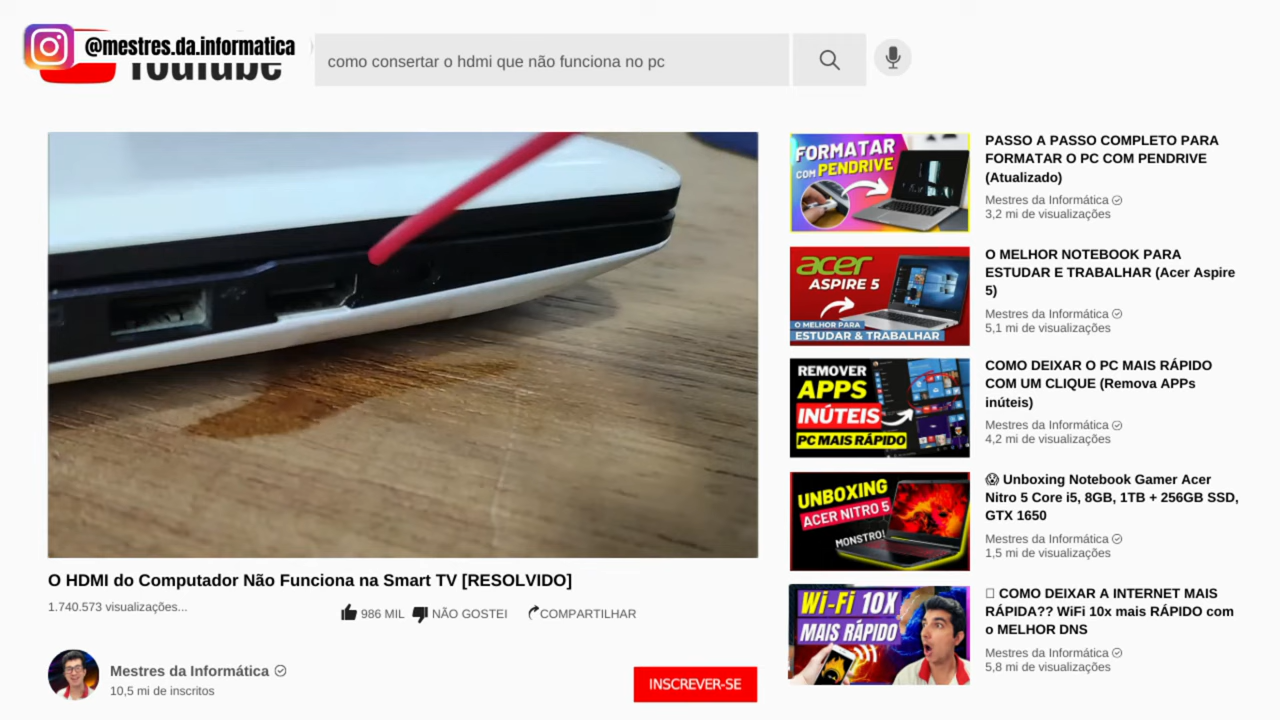 @mestres.da.informatica
YouTube
como consertar o hdmi que não funciona no pc
O HDMI do Computador Não Funciona na Smart TV [RESOLVIDO]
1.740.573 visualizações...
986 MIL NÃO GOSTEI COMPARTILHAR
Mestres da Informática
10,5 mi de inscritos
INSCREVER-SE
FORMATAR
COM PENDRIVE
PASSO A PASSO COMPLETO PARA
FORMATAR O PC COM PENDRIVE
(Atualizado)
Mestres da Informática
3,2 mi de visualizações
acer
ASPIRE 5
O MELHOR PARA
ESTUDAR & TRABALHAR
O MELHOR NOTEBOOK PARA
ESTUDAR E TRABALHAR (Acer Aspire
5)
Mestres da Informática
5,1 mi de visualizações
REMOVER
APPS
INÚTEIS
PC MAIS RÁPIDO
COMO DEIXAR O PC MAIS RÁPIDO
COM UM CLIQUE (Remova APPs
inúteis)
Mestres da Informática
4,2 mi de visualizações
UNBOXING
ACER NITRO 5
MONSTRO!
😱 Unboxing Notebook Gamer Acer
Nitro 5 Core i5, 8GB, 1TB + 256GB SSD,
GTX 1650
Mestres da Informática
1,5 mi de visualizações
Wi-Fi 10X
MAIS RÁPIDO
COMO DEIXAR A INTERNET MAIS
RÁPIDA?? WiFi 10x mais RÁPIDO com
o MELHOR DNS
Mestres da Informática
5,8 mi de visualizações